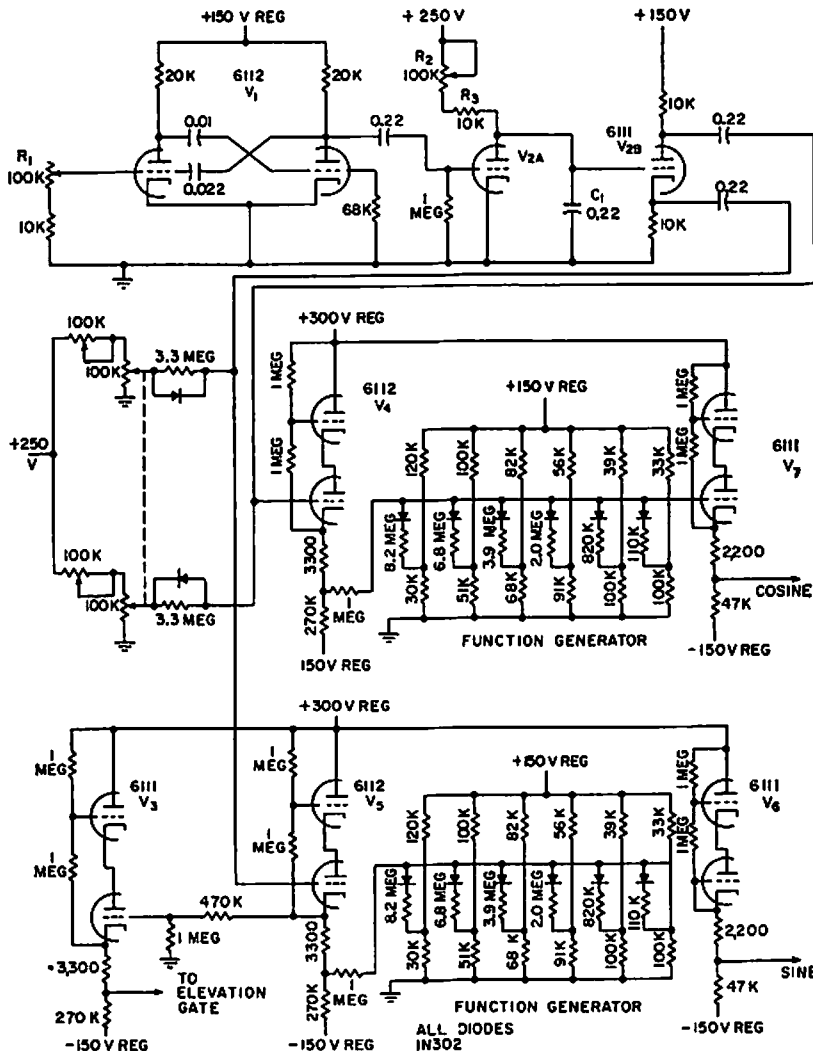 +150 V REG
+ 250 V
+150V
20K
6112
V1
20K
R2
100K
R3
10K
10K
0.01
0.22
0.22
6111
V2B
V2A
R1
100K
0.022
0.22
10K
68K
1
MEG
C1
0.22
10K
100K
3.3 MEG
100K
+250
V
100K
100K
3.3 MEG
+300V REG
1 MEG
6112
V4
1 MEG
3300
270K
1
MEG
150V REG
+150V REG
120K
100K
82K
56K
39K
33K
8.2 MEG
6.8 MEG
3.9 MEG
2.0 MEG
820K
110K
30K
51K
68K
91K
100K
100K
FUNCTION GENERATOR
1 MEG
1 MEG
6111
V7
2,200
COSINE
47K
-150V REG
+300V REG
1
MEG
6111
V3
1
MEG
1
MEG
6112
V5
1
MEG
470K
1 MEG
3,300
TO
ELEVATION
GATE
270K
-150V REG
3300
270K
1
MEG
-150V REG
+150V REG
120K
100K
82K
56K
39K
33K
8.2 MEG
6.8 MEG
3.9 MEG
2.0 MEG
820K
110K
30K
51K
68 K
91K
100K
100K
FUNCTION GENERATOR
ALL DIODES
IN302
1 MEG
1 MEG
6111
V6
2,200
SINE
47K
-150V REG